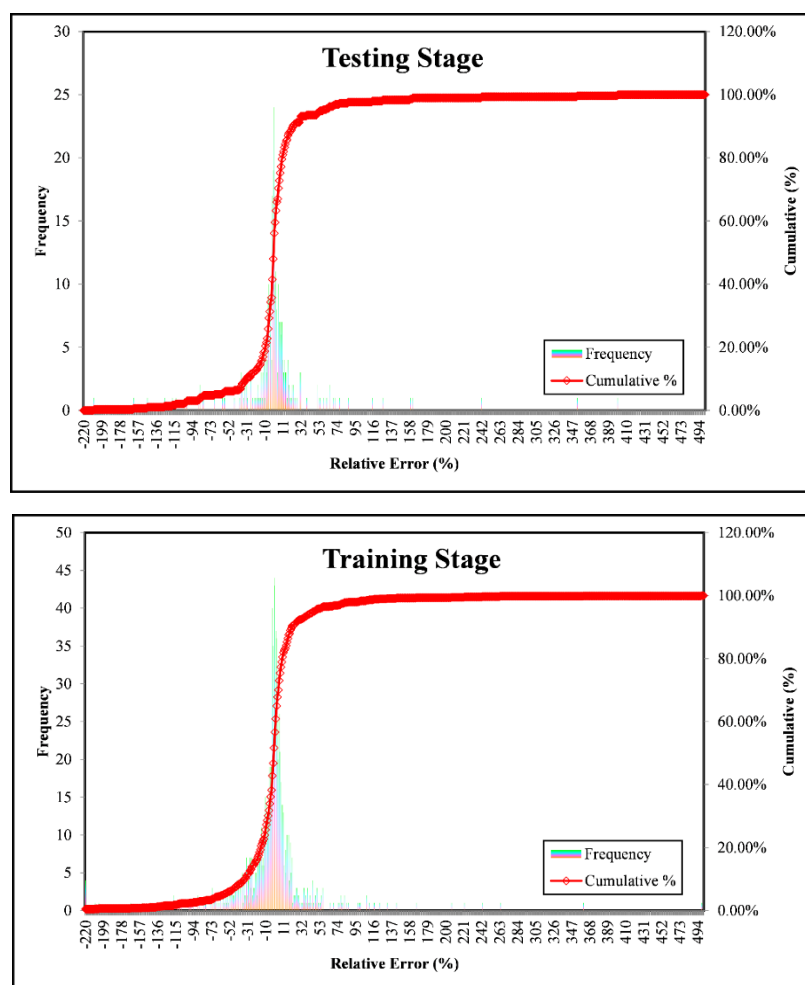 Testing Stage
30
25
20
15
10
5
0
Frequency
120.00%
100.00%
80.00%
60.00%
40.00%
20.00%
0.00%
Cumulative (%)
Frequency
Cumulative %
-220 -199 -178 -157 -136 -115 -94 -73 -52 -31 -10 11 32 53 74 95 116 137 158 179 200 221 242 263 284 305 326 347 368 389 410 431 452 473 494
Relative Error (%)
Training Stage
50
45
40
35
30
25
20
15
10
5
0
Frequency
120.00%
100.00%
80.00%
60.00%
40.00%
20.00%
0.00%
Cumulative (%)
Frequency
Cumulative %
-220 -199 -178 -157 -136 -115 -94 -73 -52 -31 -10 11 32 53 74 95 116 137 158 179 200 221 242 263 284 305 326 347 368 389 410 431 452 473 494
Relative Error (%)